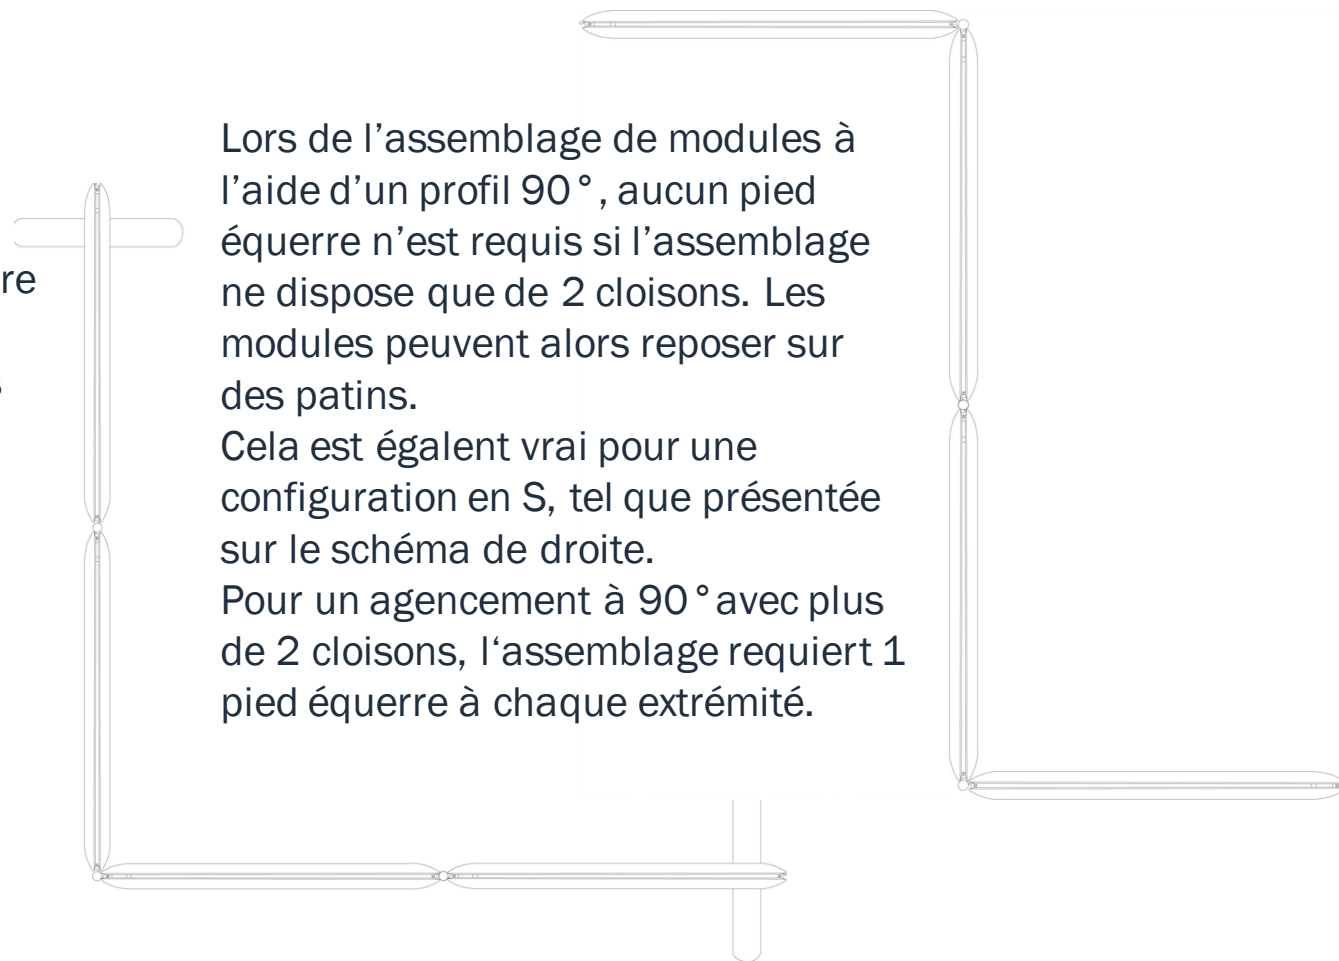 Lors de l’assemblage de modules à
l’aide d’un profil 90°, aucun pied
équerre n’est requis si l’assemblage
re
ne dispose que de 2 cloisons. Les
modules peuvent alors reposer sur
des patins.
Cela est égalent vrai pour une
configuration en S, tel que présentée
sur le schéma de droite.
Pour un agencement à 90°avec plus
de 2 cloisons, l‘assemblage requiert 1
pied équerre à chaque extrémité.